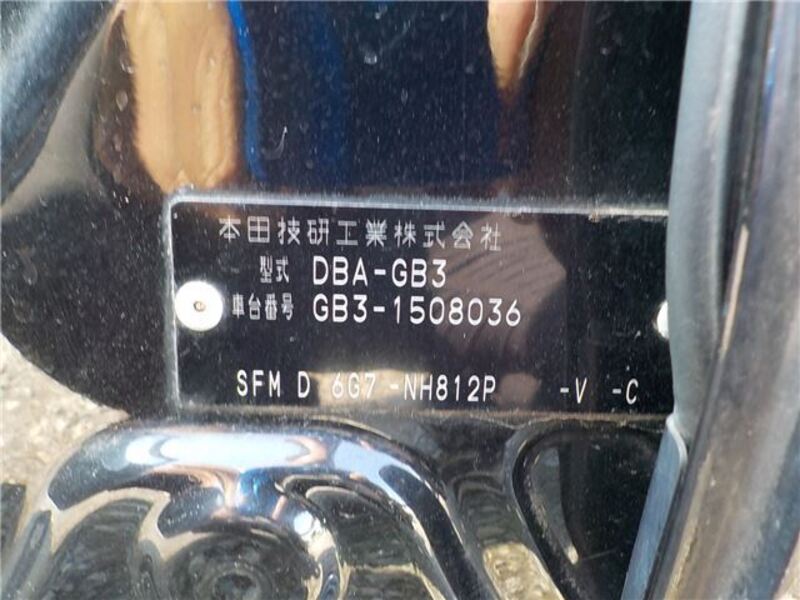 本田技研工業株式会社
型式 DBA-GB3
車台番号 GB3-1508036
SFM D 6G7 -NH812P -V -C